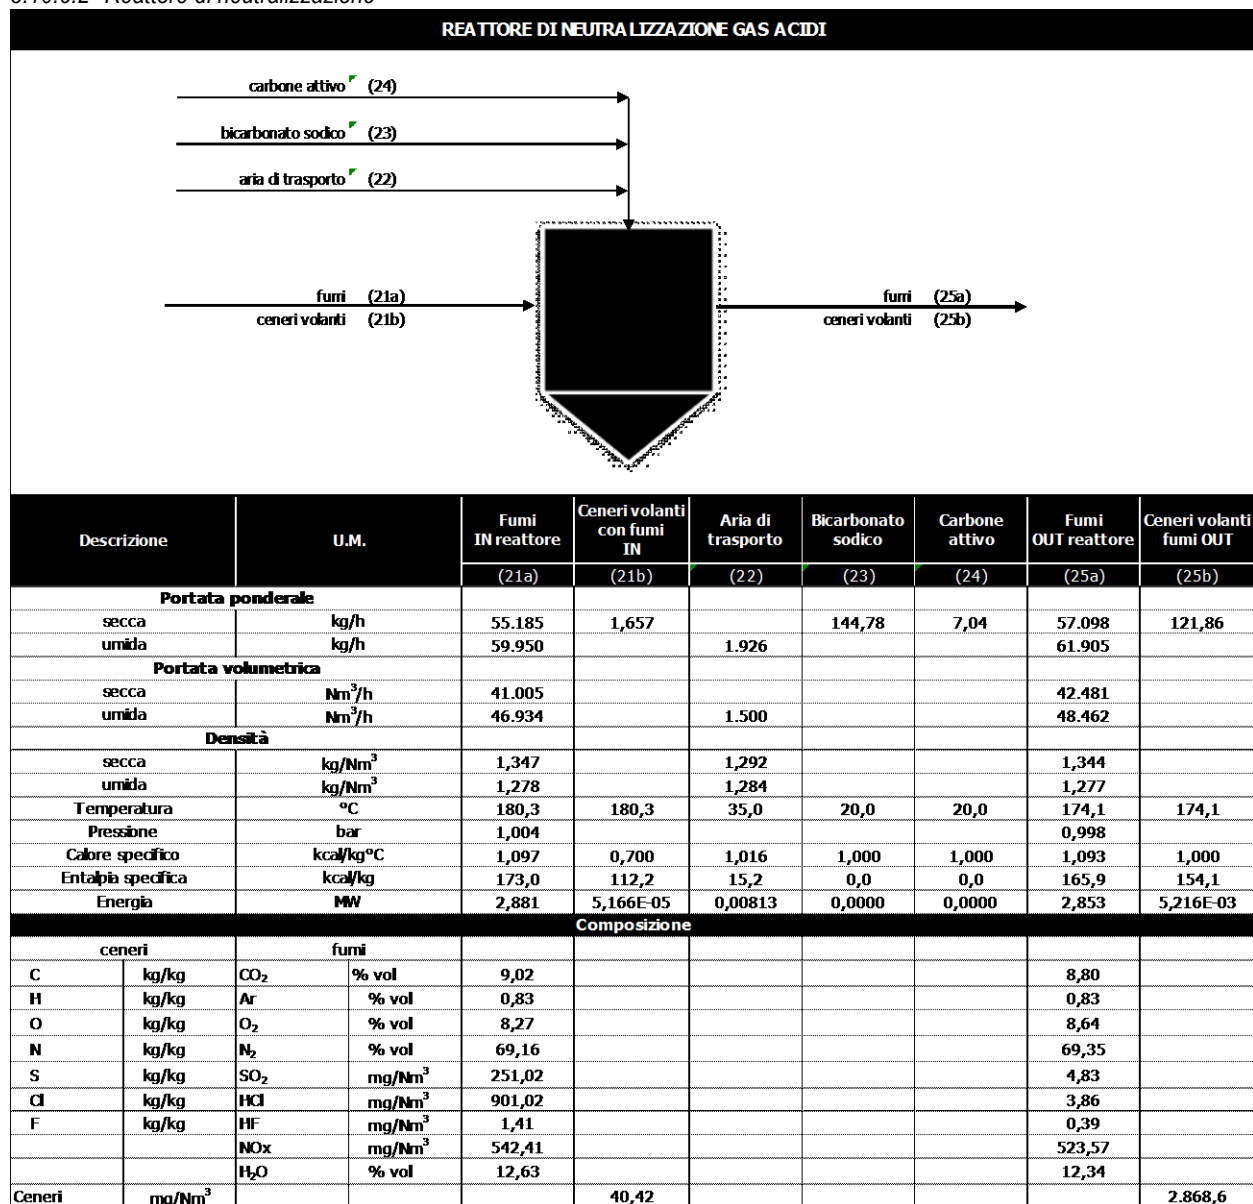 REATTORE DI NEUTRALIZZAZIONE GAS ACIDI
carbone attivo (24)
bicarbonato sodico (23)
aria di trasporto (22)
fumi (21a)
ceneri volanti (21b)
fumi (25a)
ceneri volanti (25b)
Descrizione U.M. Fumi IN reattore Ceneri volanti con fumi IN Aria di trasporto Bicarbonato sodico Carbone attivo Fumi OUT reattore Ceneri volanti fumi OUT
(21a) (21b) (22) (23) (24) (25a) (25b)
Portata ponderale
secca kg/h 55.185 1,657 144,78 7,04 57.098 121,86
umida kg/h 59.950 1.926 61.905
Portata volumetrica
secca Nm³/h 41.005 42.481
umida Nm³/h 46.934 1.500 48.462
Densità
secca kg/Nm³ 1,347 1,292 1,344
umida kg/Nm³ 1,278 1,284 1,277
Temperatura °C 180,3 180,3 35,0 20,0 20,0 174,1 174,1
Pressione bar 1,004 0,998
Calore specifico kcal/kg°C 1,097 0,700 1,016 1,000 1,000 1,093 1,000
Entalpia specifica kcal/kg 173,0 112,2 15,2 0,0 0,0 165,9 154,1
Energia MW 2,881 5,166E-05 0,00813 0,0000 0,0000 2,853 5,216E-03
Composizione
ceneri fumi
C kg/kg CO₂ % vol 9,02 8,80
H kg/kg Ar % vol 0,83 0,83
O kg/kg O₂ % vol 8,27 8,64
N kg/kg N₂ % vol 69,16 69,35
S kg/kg SO₂ mg/Nm³ 251,02 4,83
Cl kg/kg HCl mg/Nm³ 901,02 3,86
F kg/kg HF mg/Nm³ 1,41 0,39
NOx mg/Nm³ 542,41 523,57
H₂O % vol 12,63 12,34
Ceneri mg/Nm³ 40,42 2.868,6